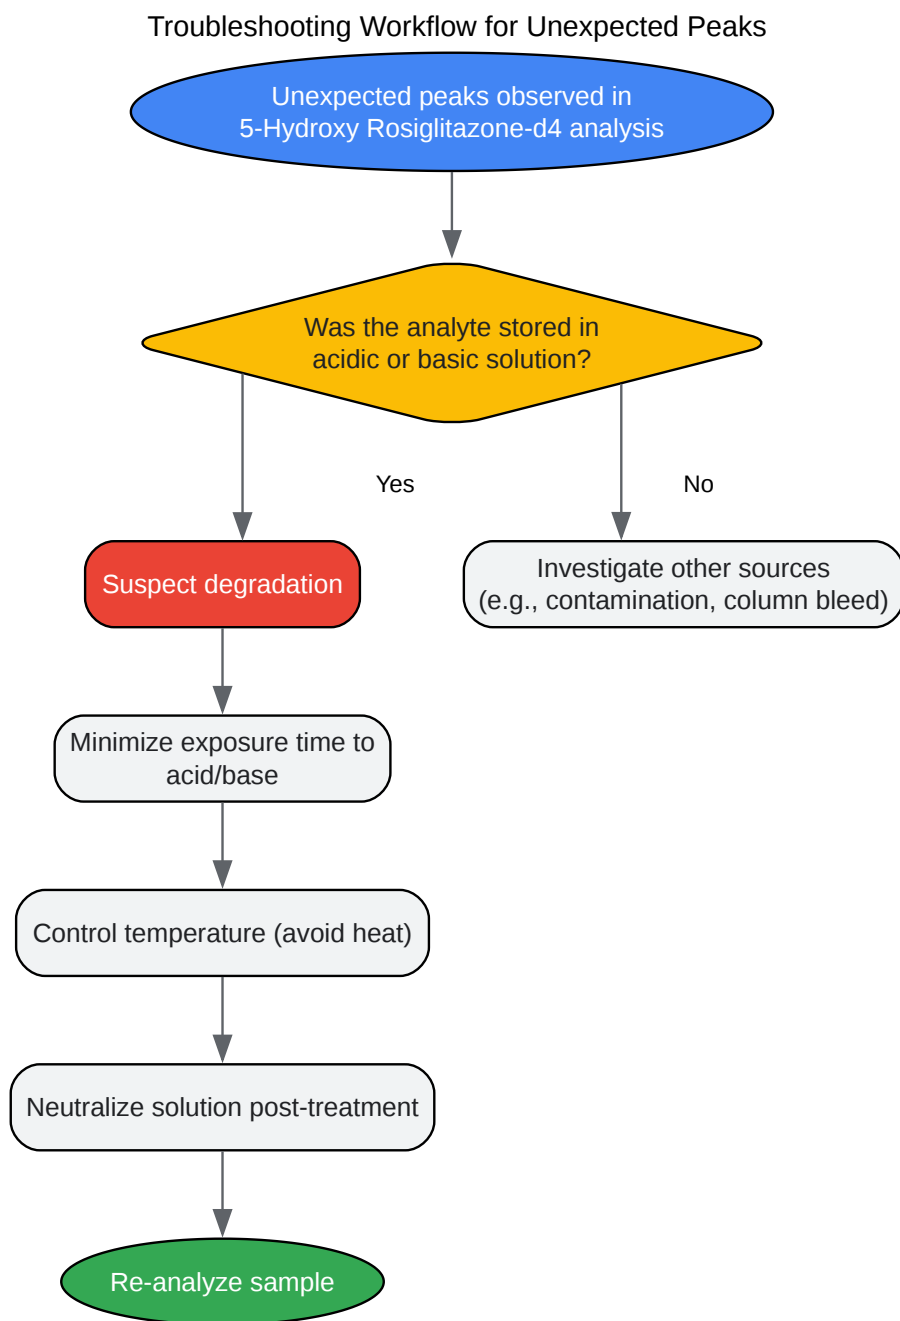 Troubleshooting Workflow for Unexpected Peaks
Unexpected peaks observed in
5-Hydroxy Rosiglitazone-d4 analysis
Was the analyte stored in
acidic or basic solution?
Yes
No
Suspect degradation
Investigate other sources
(e.g., contamination, column bleed)
Minimize exposure time to
acid/base
Control temperature (avoid heat)
Neutralize solution post-treatment
Re-analyze sample